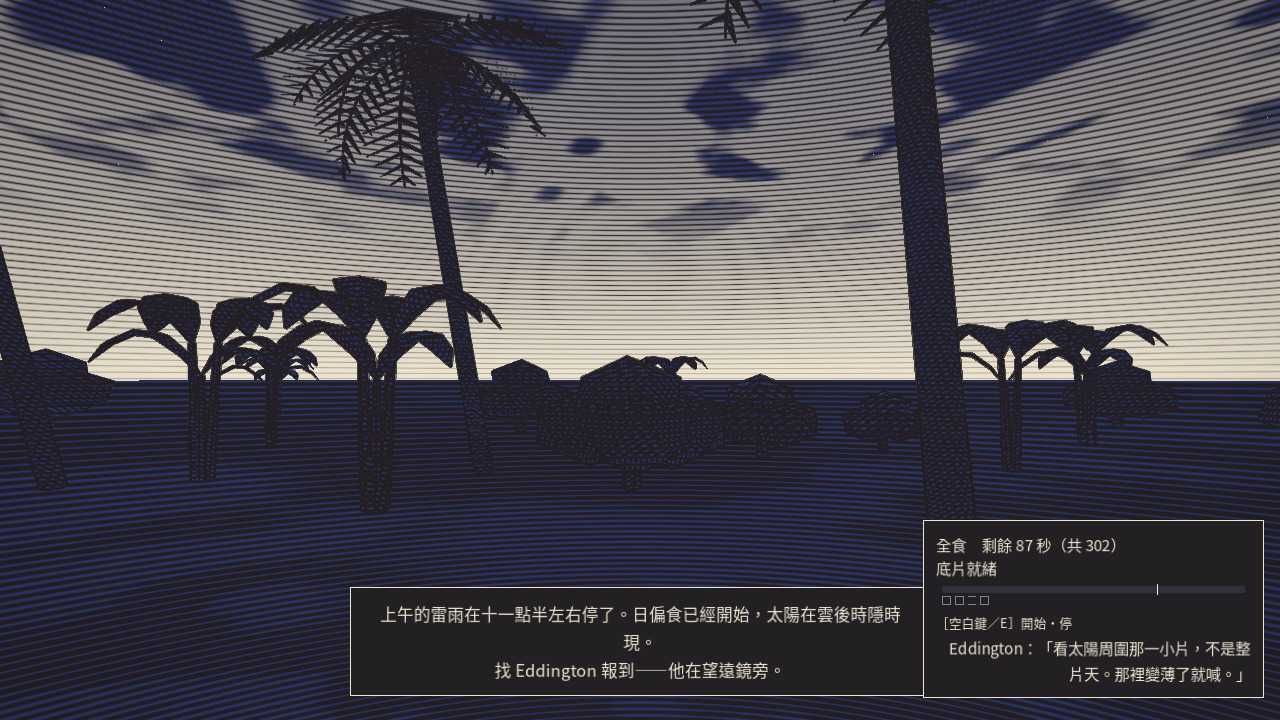 上午的雷雨在十一點半左右停了。日偏食已經開始，太陽在雲後時隱時
現。
找 Eddington 報到——他在望遠鏡旁。
全食　剩餘 87 秒（共 302）
底片就緒
［空白鍵／E］開始・停
Eddington：「看太陽周圍那一小片，不是整
片天。那裡變薄了就喊。」